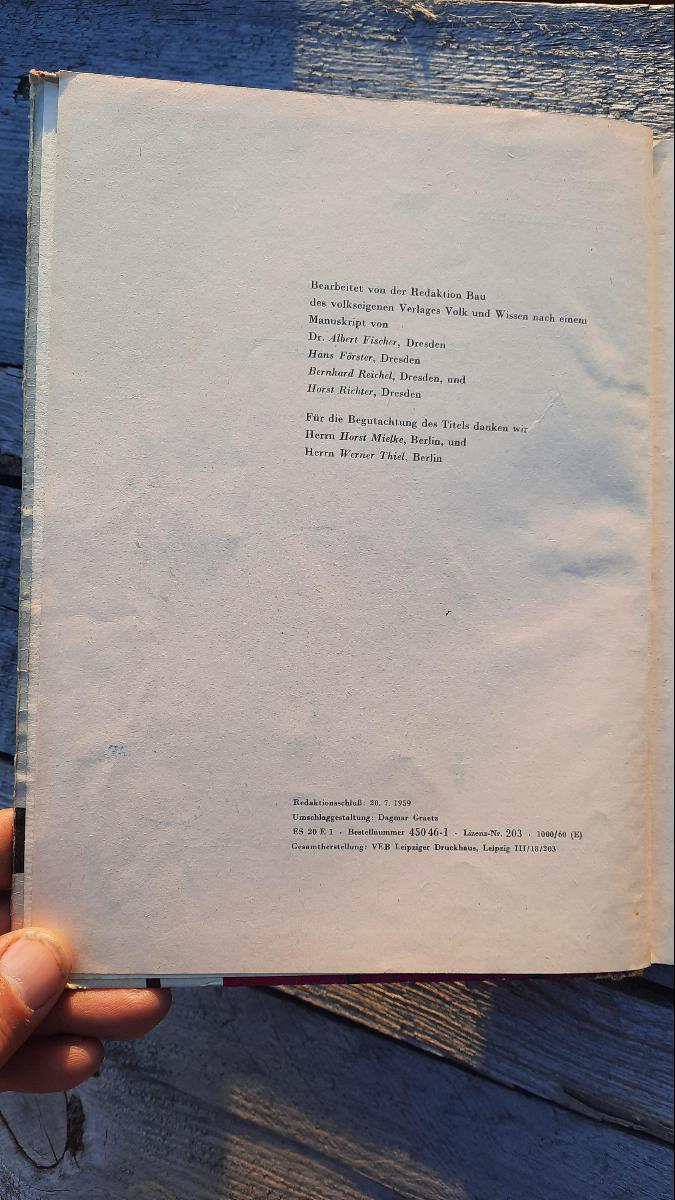 Bearbeitet von der Redaktion Bau
des volkseigenen Verlages Volk und Wissen nach einem
Manuskript von
Dr. Albert Fischer, Dresden
Hans Förster, Dresden
Bernhard Reichel, Dresden, und
Horst Richter, Dresden
Für die Begutachtung des Titels danken wir
Herrn Horst Mielke, Berlin, und
Herrn Werner Thiel, Berlin
Redaktionsschluß: 20. 7. 1959
Umschlaggestaltung: Dagmar Graetz
ES 20 E 1 · Bestellnummer 450 46-1 · Lizenz-Nr. 203 · 1000/60 (E)
Gesamtherstellung: VEB Leipziger Druckhaus, Leipzig III/18/203